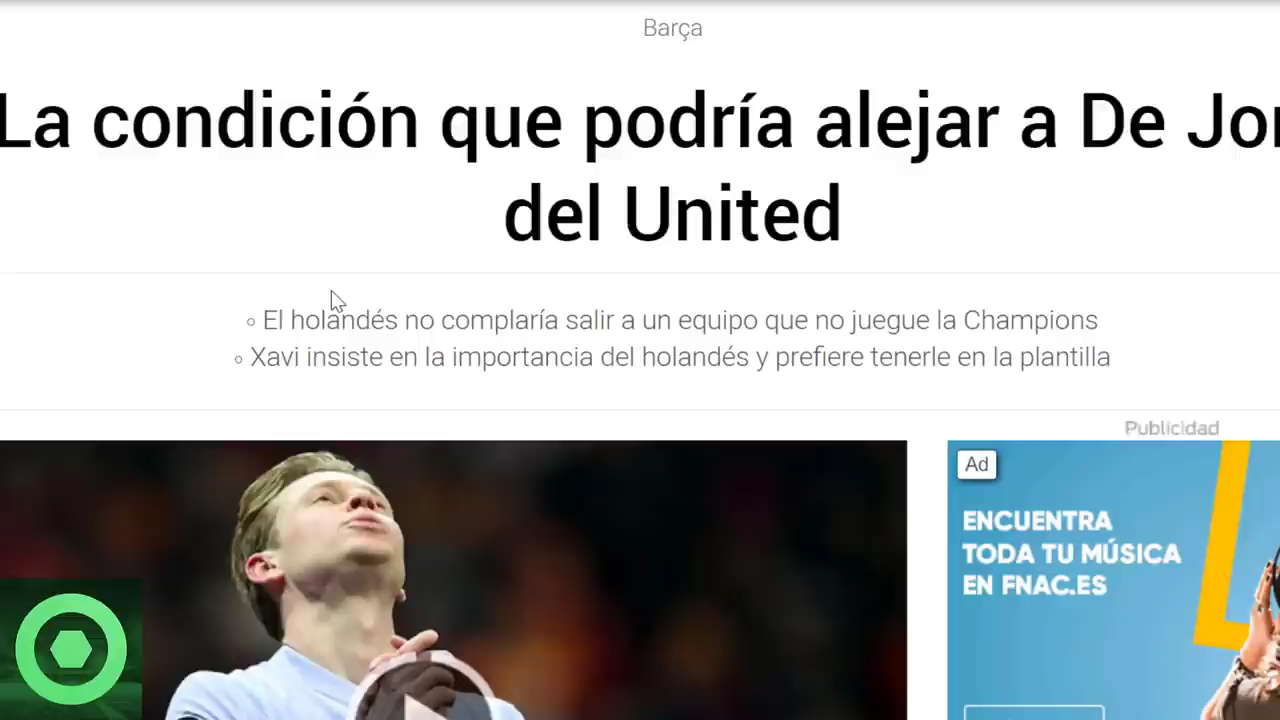 Barça
La condición que podría alejar a De Jon
del United
El holandés no complaría salir a un equipo que no juegue la Champions
Xavi insiste en la importancia del holandés y prefiere tenerle en la plantilla
Publicidad
Ad
ENCUENTRA
TODA TU MÚSICA
EN FNAC.ES